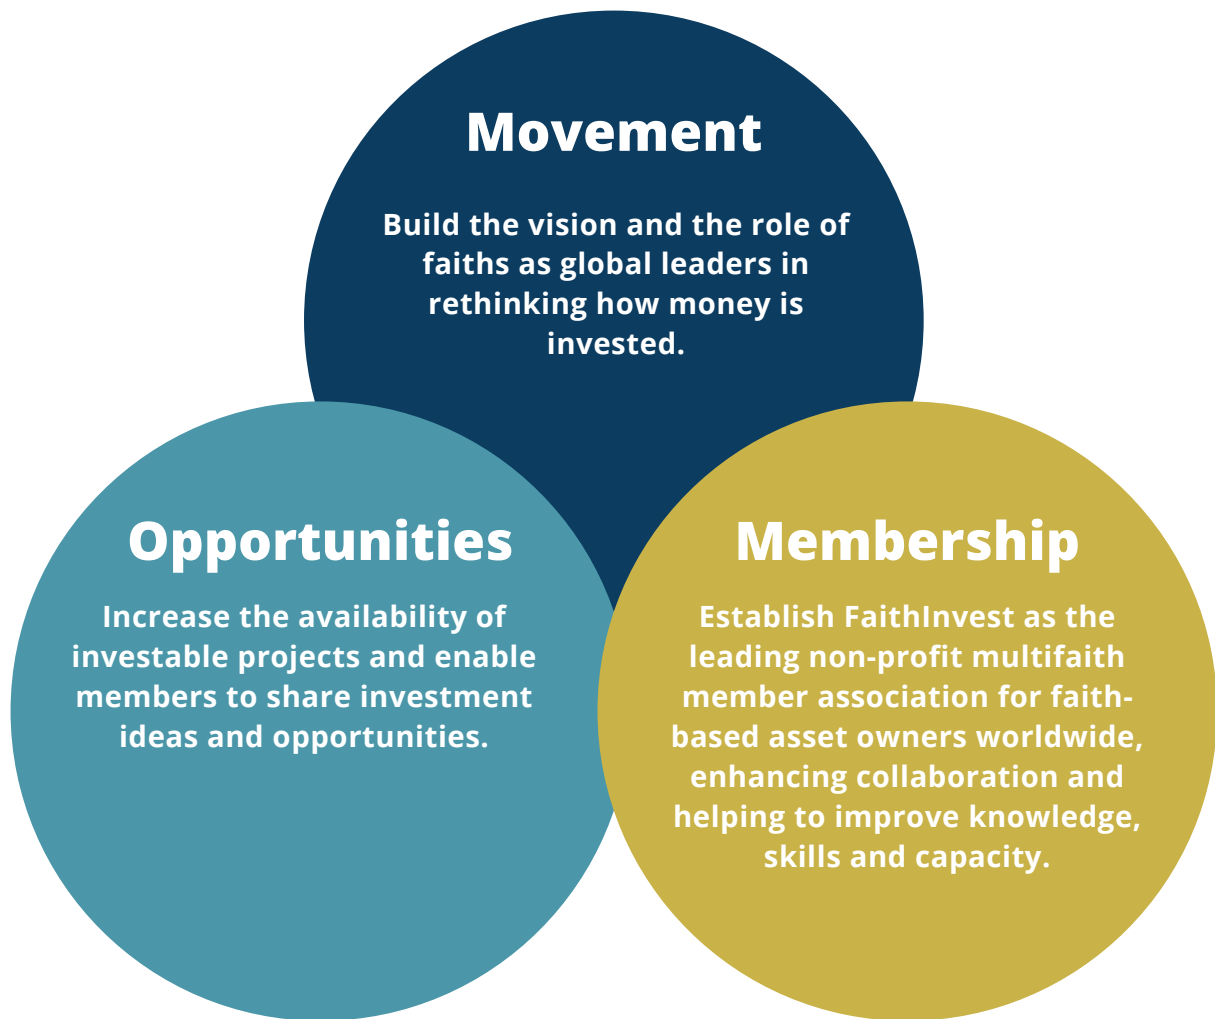 Movement
Build the vision and the role of
faiths as global leaders in
rethinking how money is
invested.
Opportunities
Increase the availability of
investable projects and enable
members to share investment
ideas and opportunities.
Membership
Establish FaithInvest as the
leading non-profit multifaith
member association for faith-
based asset owners worldwide,
enhancing collaboration and
helping to improve knowledge,
skills and capacity.